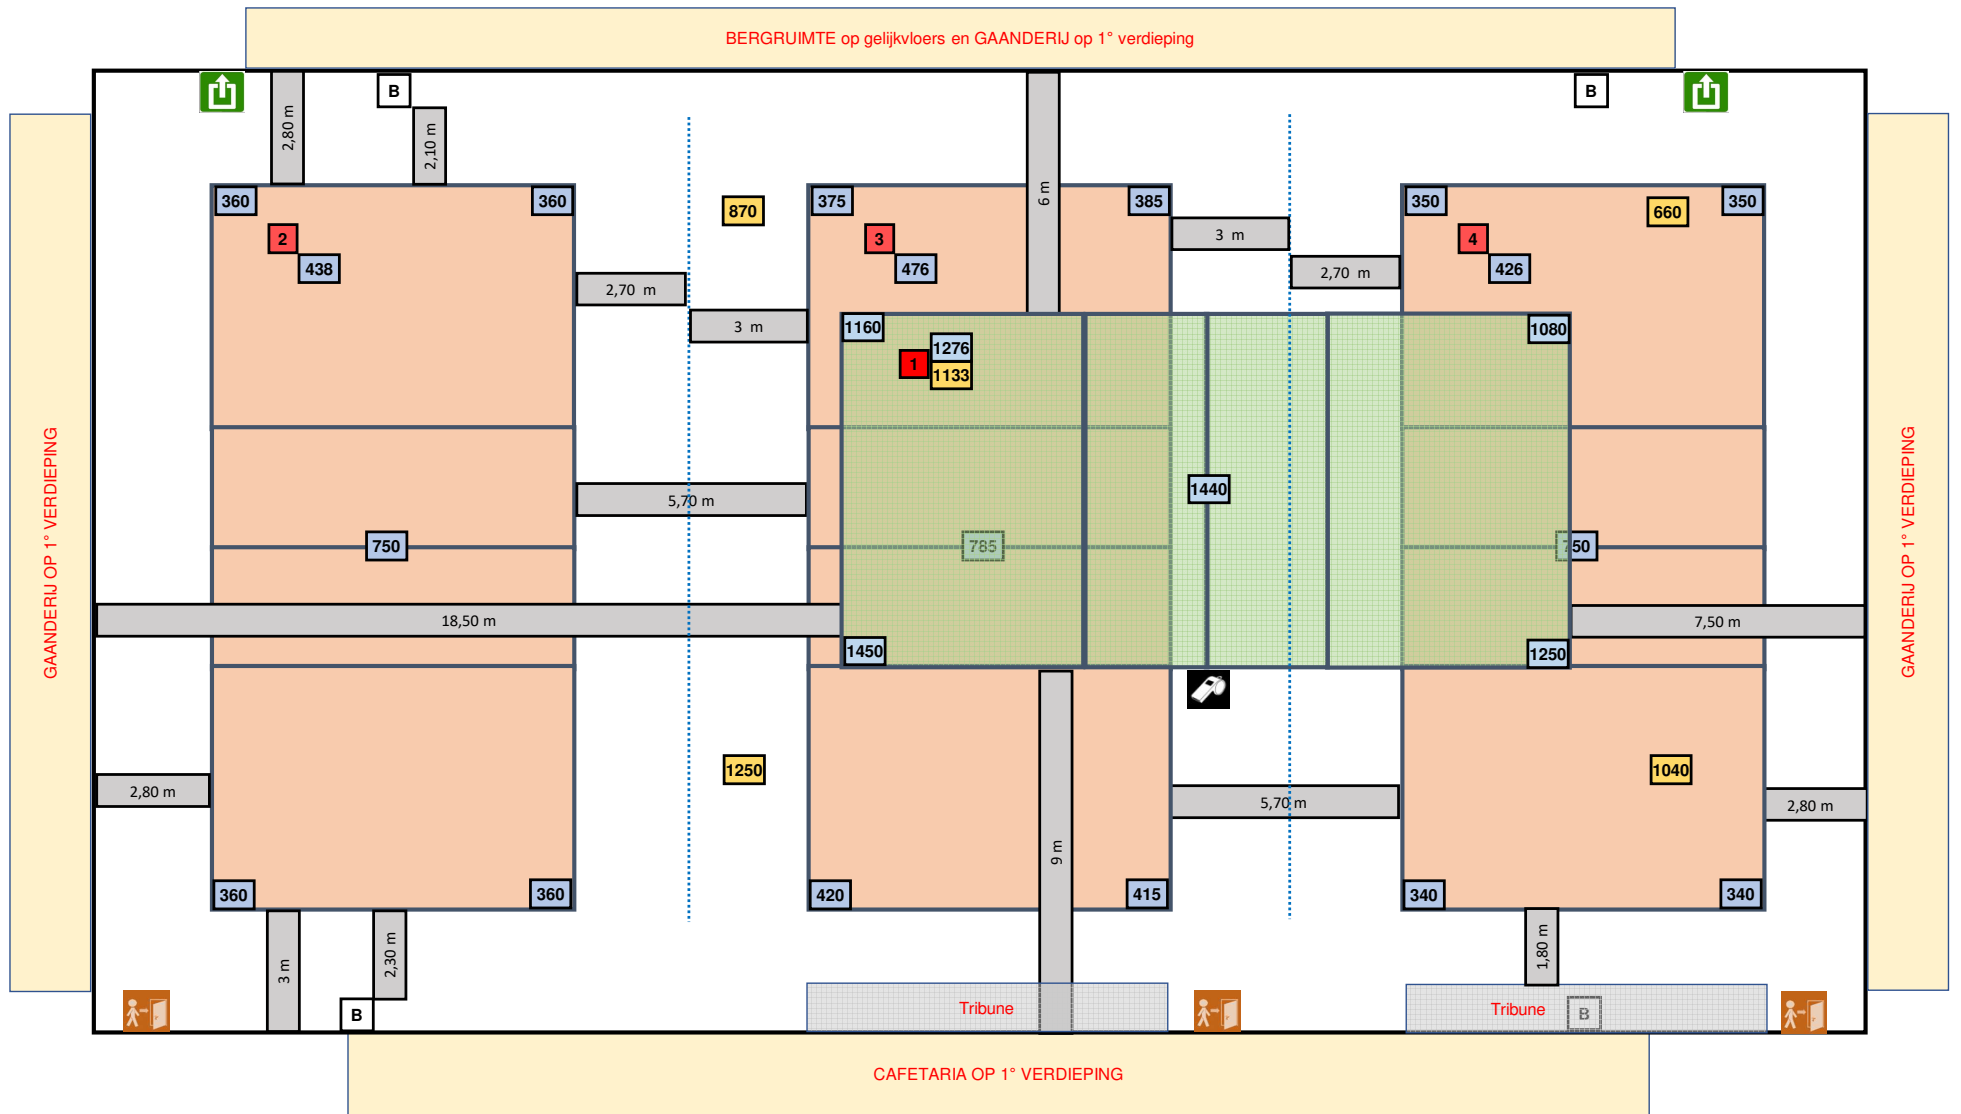 BERGRUIMTE op gelijkvloers en GAANDERIJ op 1° verdieping
B
B
2,80 m
2,10 m
6 m
360
360
870
375
385
350
660
350
2
438
3
476
3 m
4
426
2,70 m
2,70 m
3 m
1160
1276
1133
1
1080
GAANDERIJ OP 1° VERDIEPING
GAANDERIJ OP 1° VERDIEPING
5,70 m
1440
750
785
750
18,50 m
7,50 m
1450
1250
1250
1040
2,80 m
5,70 m
2,80 m
9 m
360
360
420
415
340
340
3 m
2,30 m
1,80 m
B
Tribune
Tribune
B
CAFETARIA OP 1° VERDIEPING